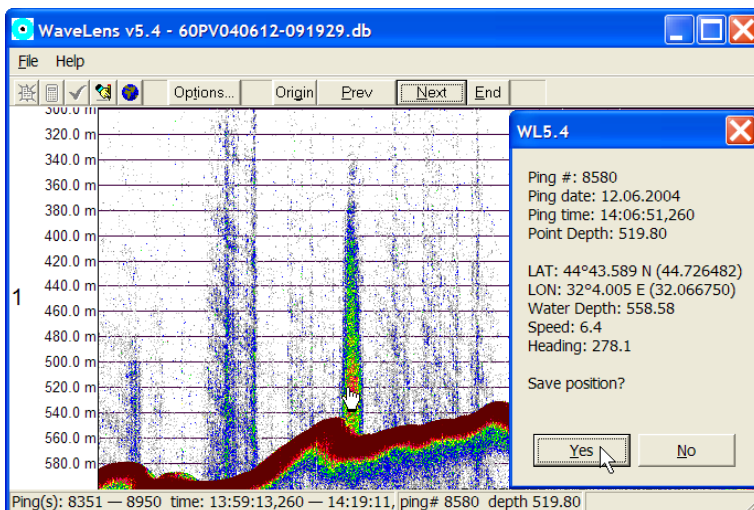 WaveLens v5.4 - 60PV040612-091929.db
File Help
Options... Origin Prev Next End
300.0 m
320.0 m
340.0 m
360.0 m
380.0 m
400.0 m
420.0 m
440.0 m
460.0 m
480.0 m
500.0 m
520.0 m
540.0 m
560.0 m
580.0 m
1
WL5.4
Ping #: 8580
Ping date: 12.06.2004
Ping time: 14:06:51,260
Point Depth: 519.80
LAT: 44°43.589 N (44.726482)
LON: 32°4.005 E (32.066750)
Water Depth: 558.58
Speed: 6.4
Heading: 278.1
Save position?
Yes No
Ping(s): 8351 — 8950 time: 13:59:13,260 — 14:19:11, ping# 8580 depth 519.80